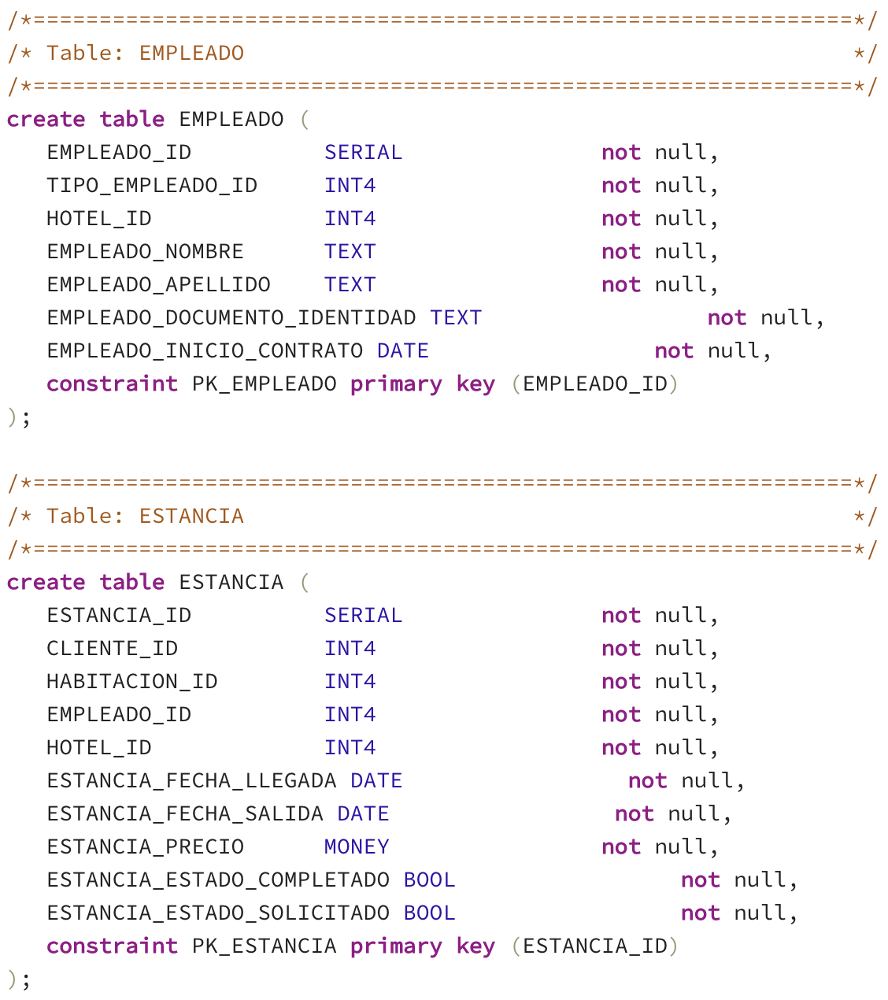 /*==============================================================*/
/* Table: EMPLEADO                                              */
/*==============================================================*/
create table EMPLEADO (
   EMPLEADO_ID          SERIAL               not null,
   TIPO_EMPLEADO_ID     INT4                 not null,
   HOTEL_ID             INT4                 not null,
   EMPLEADO_NOMBRE      TEXT                 not null,
   EMPLEADO_APELLIDO    TEXT                 not null,
   EMPLEADO_DOCUMENTO_IDENTIDAD TEXT                 not null,
   EMPLEADO_INICIO_CONTRATO DATE                 not null,
   constraint PK_EMPLEADO primary key (EMPLEADO_ID)
);

/*==============================================================*/
/* Table: ESTANCIA                                              */
/*==============================================================*/
create table ESTANCIA (
   ESTANCIA_ID          SERIAL               not null,
   CLIENTE_ID           INT4                 not null,
   HABITACION_ID        INT4                 not null,
   EMPLEADO_ID          INT4                 not null,
   HOTEL_ID             INT4                 not null,
   ESTANCIA_FECHA_LLEGADA DATE                 not null,
   ESTANCIA_FECHA_SALIDA DATE                 not null,
   ESTANCIA_PRECIO      MONEY                not null,
   ESTANCIA_ESTADO_COMPLETADO BOOL                 not null,
   ESTANCIA_ESTADO_SOLICITADO BOOL                 not null,
   constraint PK_ESTANCIA primary key (ESTANCIA_ID)
);